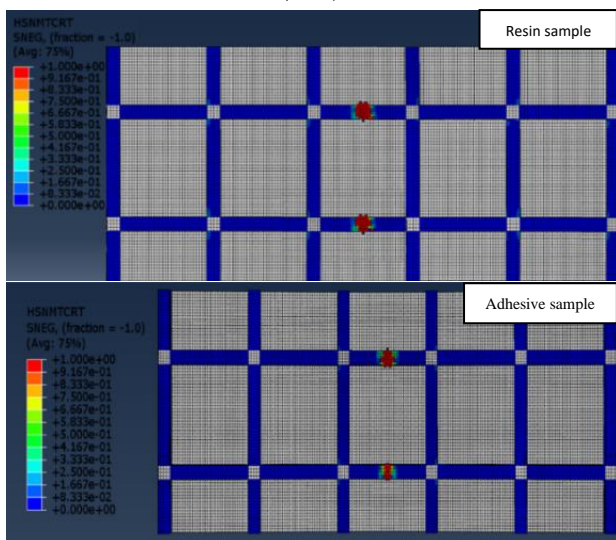 Resin sample
HSNMTCRT
SNEG, (fraction = -1.0)
(Avg: 75%)
+1.000e+00
+9.167e-01
+8.333e-01
+7.500e-01
+6.667e-01
+5.833e-01
+5.000e-01
+4.167e-01
+3.333e-01
+2.500e-01
+1.667e-01
+8.333e-02
+0.000e+00
Adhesive sample
HSNMTCRT
SNEG, (fraction = -1.0)
(Avg: 75%)
+1.000e+00
+9.167e-01
+8.333e-01
+7.500e-01
+6.667e-01
+5.833e-01
+5.000e-01
+4.167e-01
+3.333e-01
+2.500e-01
+1.667e-01
+8.333e-02
+0.000e+00